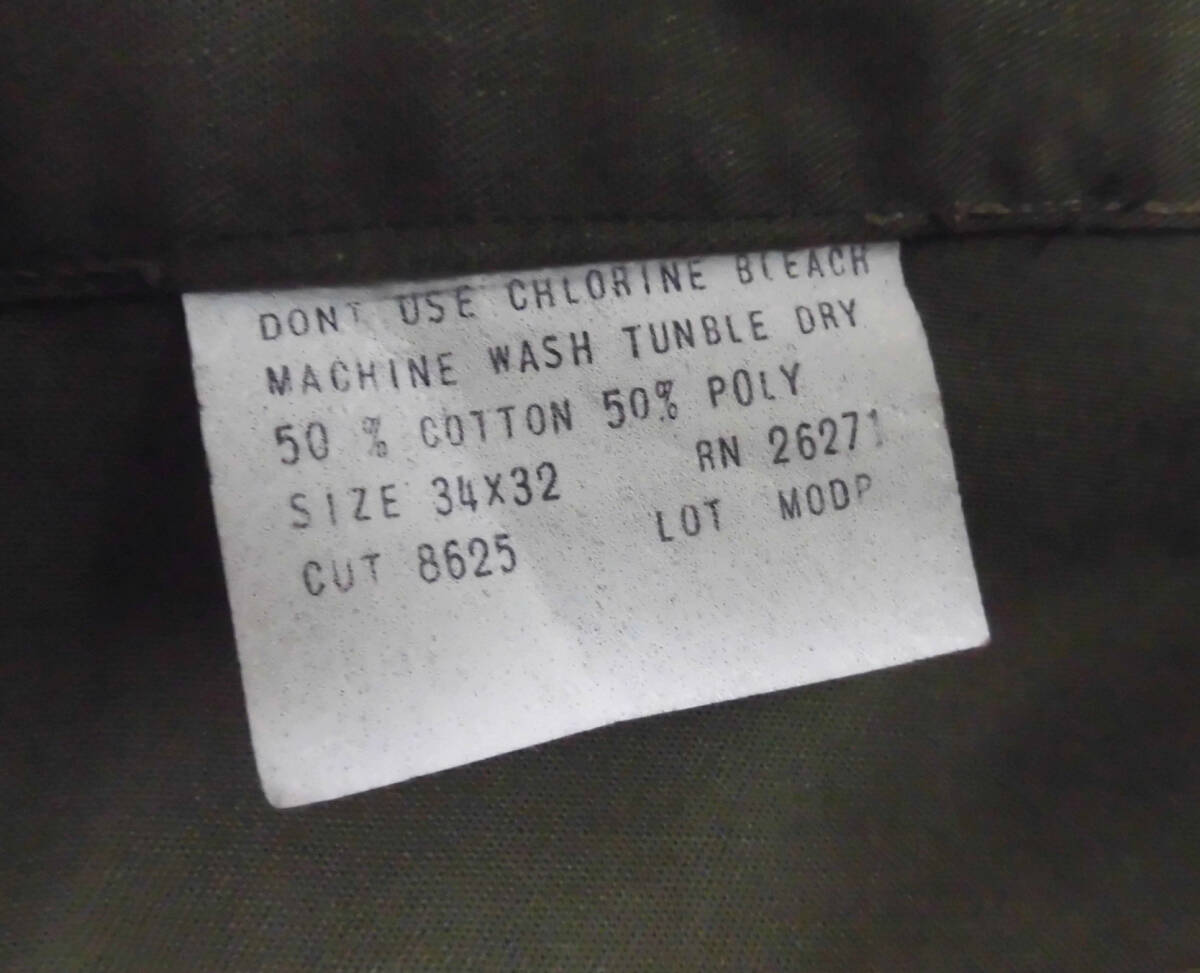 DONT USE CHLORINE BLEACH
MACHINE WASH TUNBLE DRY
50 % COTTON 50% POLY
SIZE 34X32 RN 26271
CUT 8625 LOT MODP